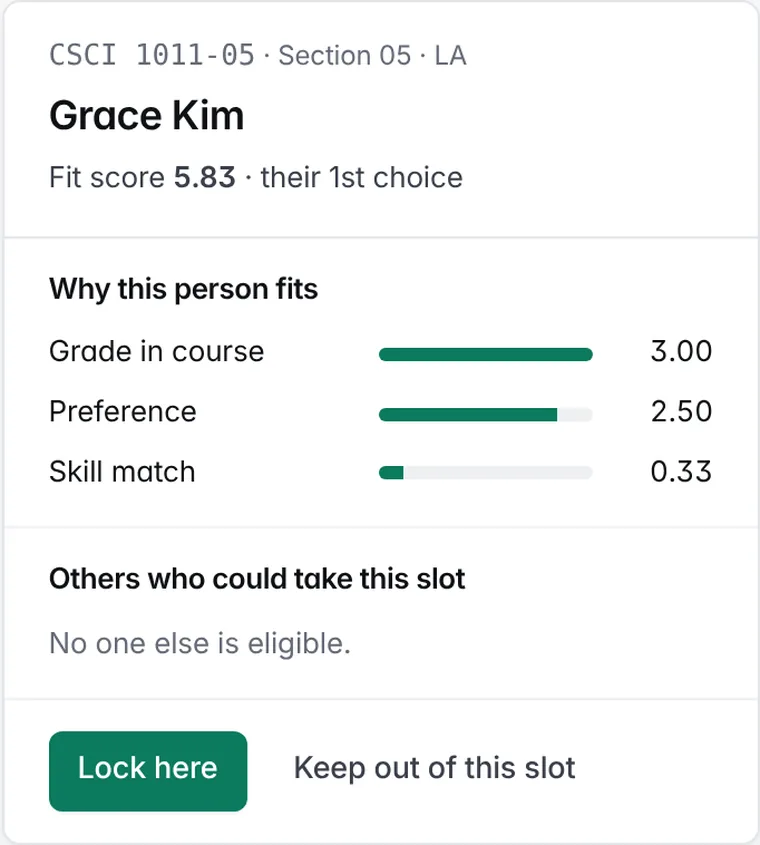 CSCI 1011-05 · Section 05 · LA
Grace Kim
Fit score 5.83 · their 1st choice
Why this person fits
Grade in course 3.00
Preference 2.50
Skill match 0.33
Others who could take this slot
No one else is eligible.
Lock here Keep out of this slot